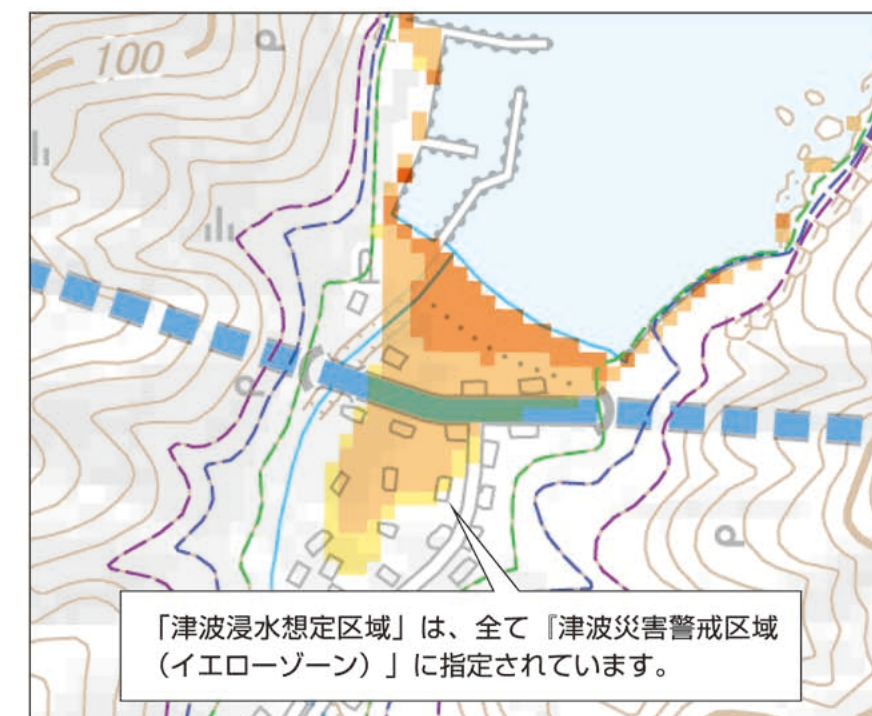 100
「津波浸水想定区域」は、全て『津波災害警戒区域
（イエローゾーン）」に指定されています。